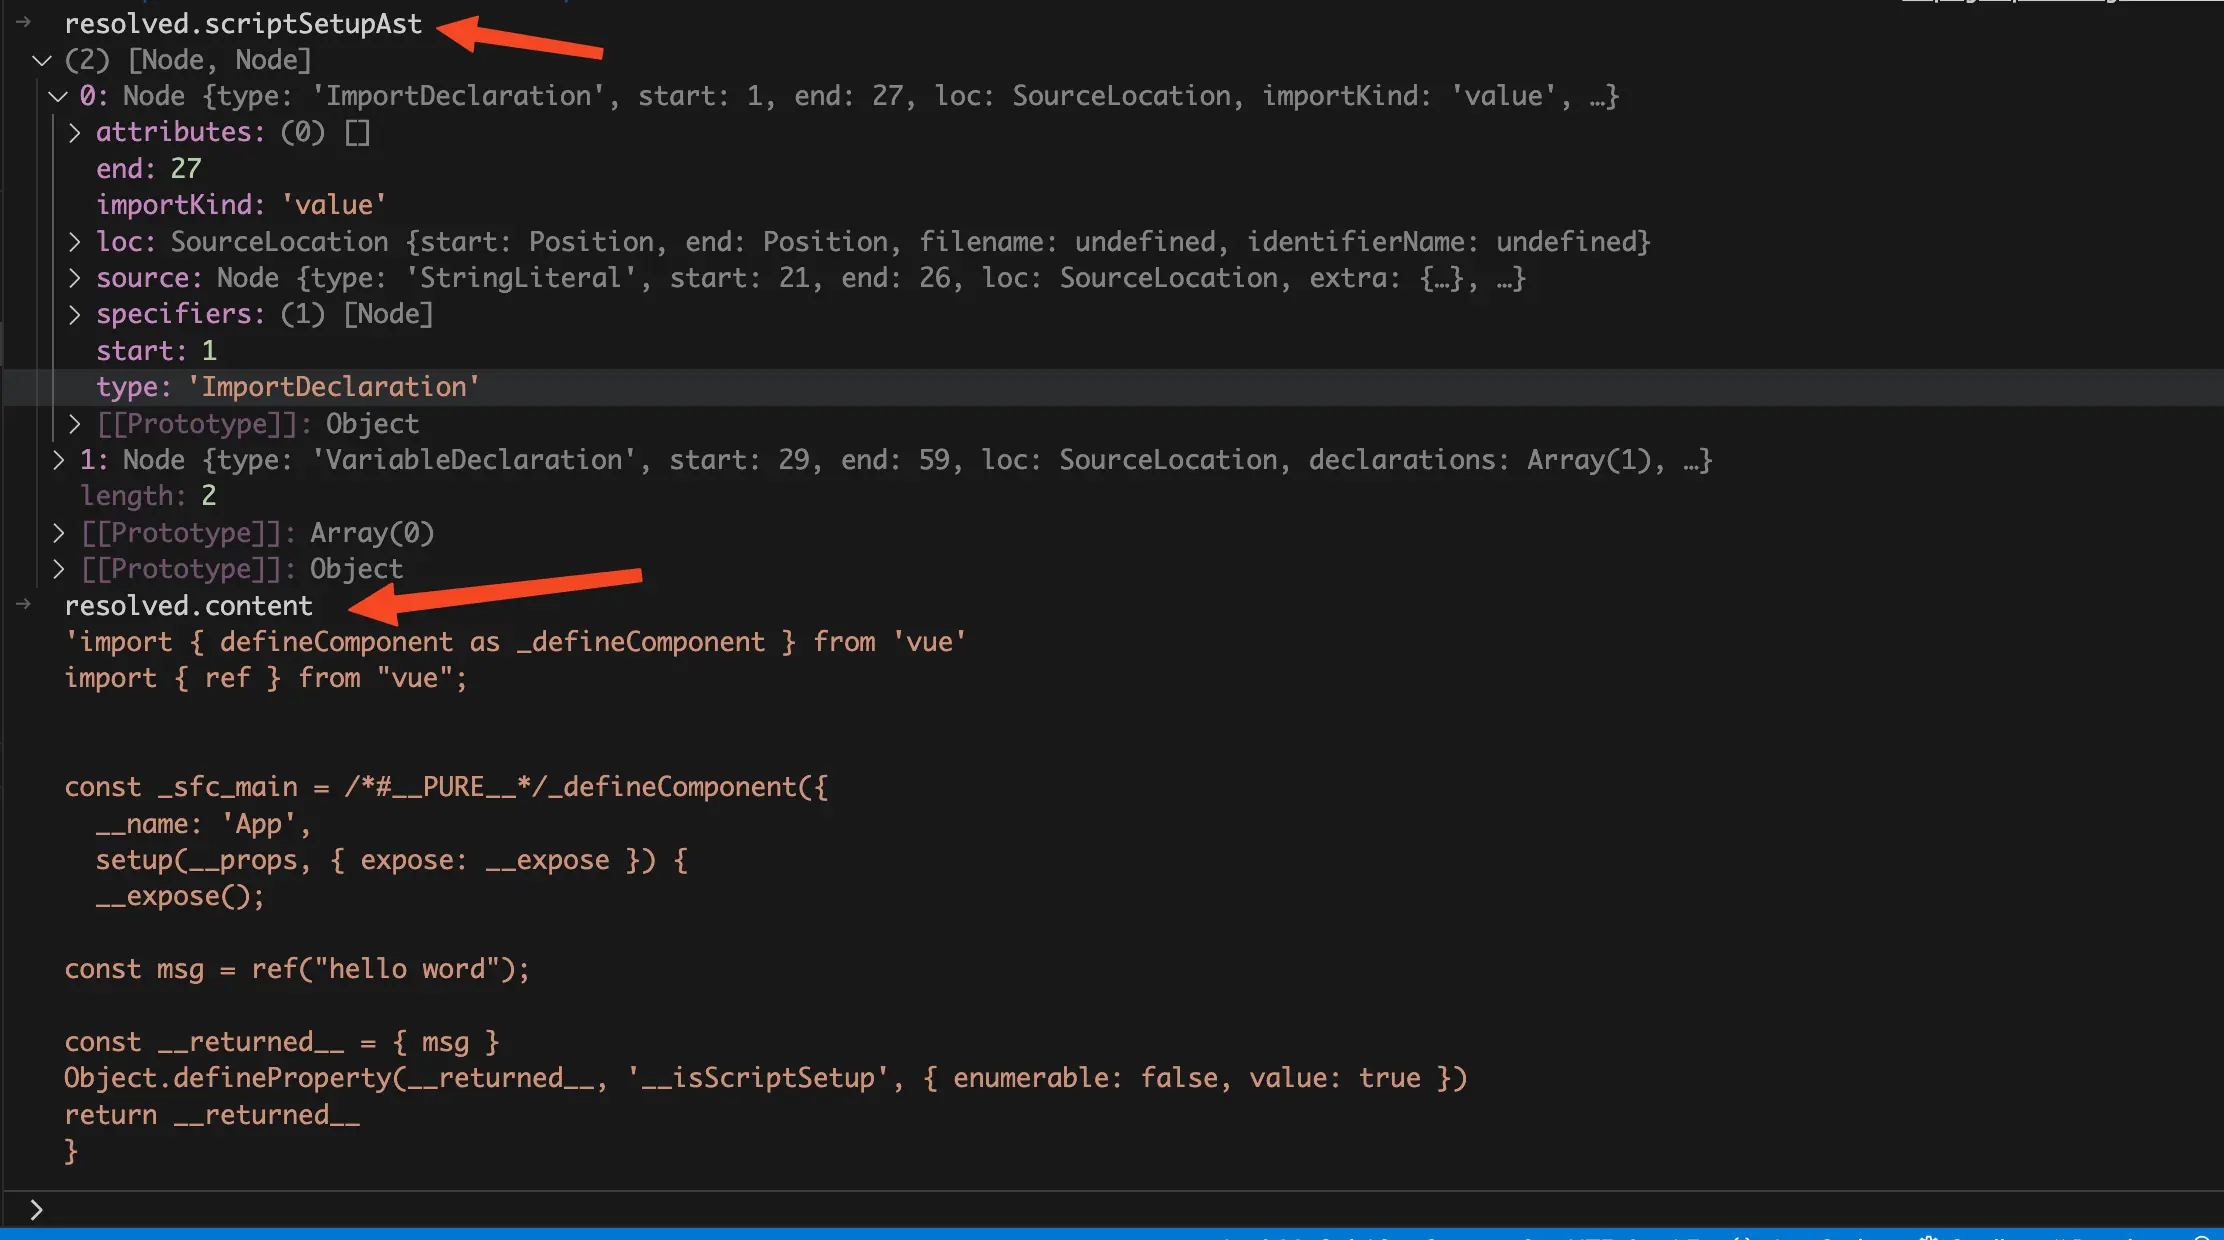 resolved.scriptSetupAst
(2) [Node, Node]
0: Node {type: 'ImportDeclaration', start: 1, end: 27, loc: SourceLocation, importKind: 'value', …}
attributes: (0) []
end: 27
importKind: 'value'
loc: SourceLocation {start: Position, end: Position, filename: undefined, identifierName: undefined}
source: Node {type: 'StringLiteral', start: 21, end: 26, loc: SourceLocation, extra: {…}, …}
specifiers: (1) [Node]
start: 1
type: 'ImportDeclaration'
[[Prototype]]: Object
1: Node {type: 'VariableDeclaration', start: 29, end: 59, loc: SourceLocation, declarations: Array(1), …}
length: 2
[[Prototype]]: Array(0)
[[Prototype]]: Object
resolved.content
'import { defineComponent as _defineComponent } from 'vue'
import { ref } from "vue";
const _sfc_main = /*#__PURE__*/_defineComponent({
__name: 'App',
setup(__props, { expose: __expose }) {
__expose();
const msg = ref("hello word");
const __returned__ = { msg }
Object.defineProperty(__returned__, '__isScriptSetup', { enumerable: false, value: true })
return __returned__
}